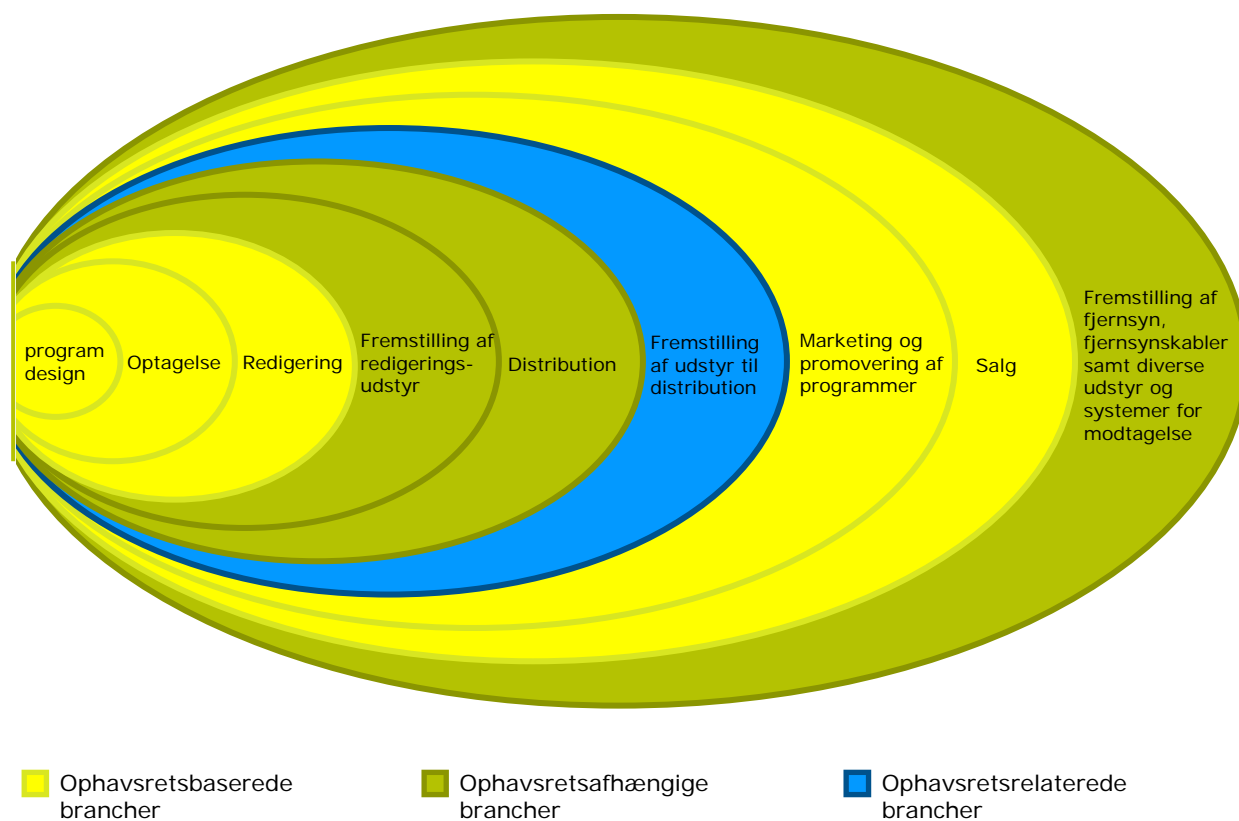 program
design
Optagelse
Redigering
Fremstilling af
redigerings-
udstyr
Distribution
Fremstilling
af udstyr til
distribution
Marketing og
promovering af
programmer
Salg
Fremstilling af
fjernsyn,
fjernsynskabler
samt diverse
udstyr og
systemer for
modtagelse
Ophavsretsbaserede
brancher
Ophavsretsafhængige
brancher
Ophavsretsrelaterede
brancher